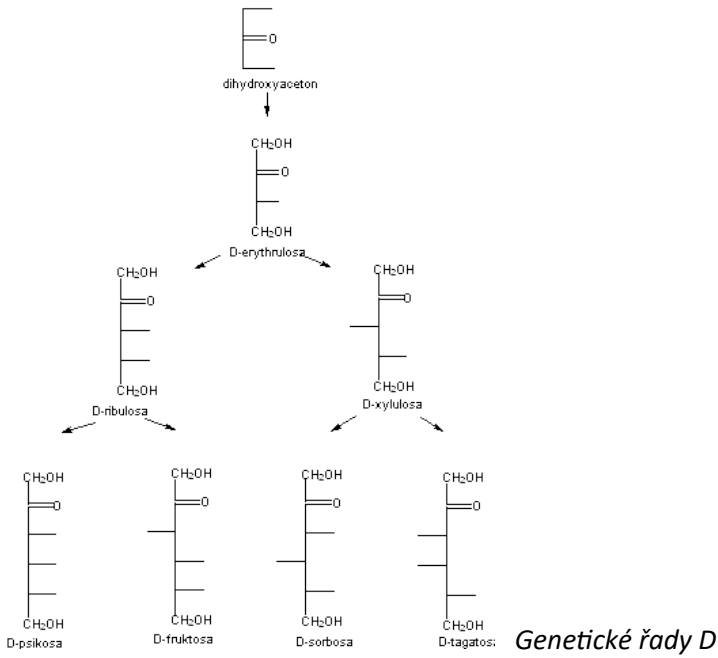 O
dihydroxyaceton
CH2OH
O
CH2OH
D-erythrulosa
CH2OH
O
CH2OH
D-ribulosa
CH2OH
O
CH2OH
D-xylulosa
CH2OH
O
CH2OH
D-psikosa
CH2OH
O
CH2OH
D-fruktosa
CH2OH
O
CH2OH
D-sorbosa
CH2OH
O
CH2OH
D-tagatos
Genetické řady D